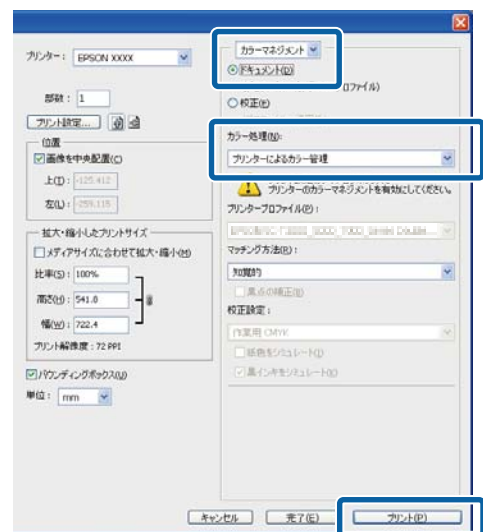 カラーマネジメント
プリンター: EPSON XXXX
ドキュメント(D)
ロファイル)
部数: 1
校正(E)
プリント設定...
カラー処理(N):
位置
プリンターによるカラー管理
画像を中央配置(C)
上(T): -125.412
プリンターのカラーマネジメントを有効にしてください。
左(L): -259.115
プリンタープロファイル(P):
拡大・縮小したプリントサイズ
メディアサイズに合わせて拡大・縮小(M)
マッチング方法(R):
比率(S): 100%
知覚的
高さ(H): 541.0
黒点の補正(B)
校正設定:
幅(W): 722.4
作業用 CMYK
プリント解像度: 72 PPI
紙色をシミュレート(P)
バウンディングボックス(U)
黒インキをシミュレート(K)
単位: mm
キャンセル
完了(E)
プリント(P)